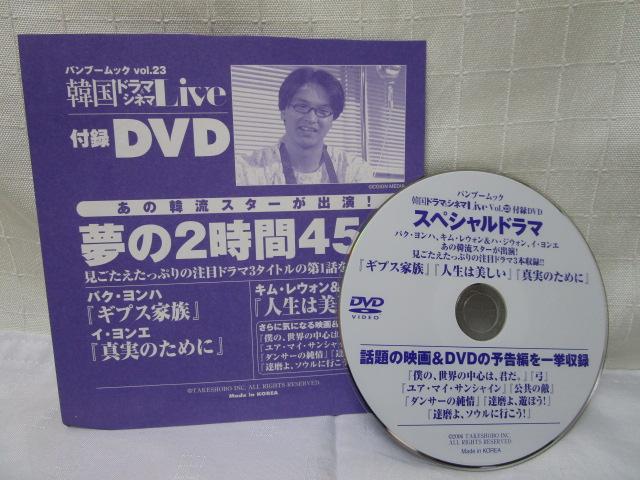 バンブームック vol.23
韓国ドラマ
シネマLive
付録DVD
©COSION MEDIA
あの韓流スターが出演!
夢の2時間45
見ごたえたっぷりの注目ドラマ3タイトルの第1話を
パク・ヨンハ
『ギプス家族』
イ・ヨンエ
『真実のために』
キム・レウォン&
『人生は美
さらに気になる映画&
『僕の、世界の中心は
『ユア・マイ・サンシャ
『ダンサーの純情』『達
『達磨よ、ソウルに行こ
©TAKESHOBO INC. ALL RIGHTS RESERVED.
Made in KOREA
バンブームック
韓国ドラマ&シネマLive Vol.23 付録DVD
スペシャルドラマ
パク・ヨンハ、キム・レウォン&ハ・ジウォン、イ・ヨンエ
あの韓流スターが出演!
見ごたえたっぷりの注目ドラマ3本収録!!
『ギプス家族』『人生は美しい』『真実のために』
DVD
VIDEO
話題の映画&DVDの予告編を一挙収録
『僕の、世界の中心は、君だ。』『弓』
『ユア・マイ・サンシャイン』『公共の敵』
『ダンサーの純情』『達磨よ、遊ぼう!』
『達磨よ、ソウルに行こう!』
©2006 TAKESHOBO INC.
ALL RIGHTS RESERVED.
Made in KOREA